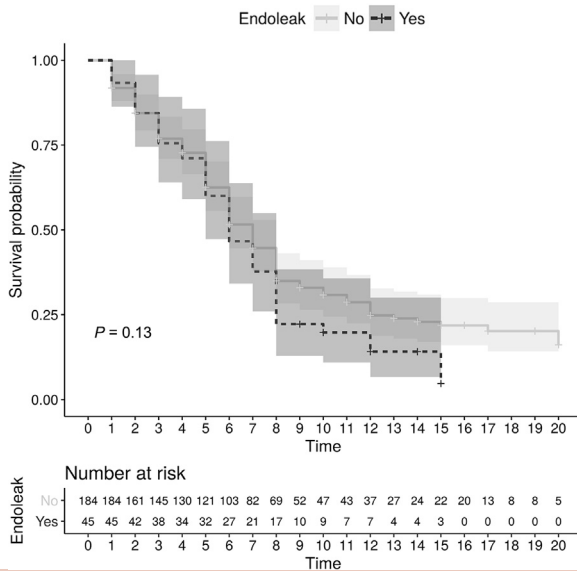 Endoleak No Yes
1.00
0.75
0.50
0.25
0.00
Survival probability
P = 0.13
0 1 2 3 4 5 6 7 8 9 10 11 12 13 14 15 16 17 18 19 20
Time
Number at risk
Endoleak
No 184 184 161 145 130 121 103 82 69 52 47 43 37 27 24 22 20 13 8 8 5
Yes 45 45 42 38 34 32 27 21 17 10 9 7 7 4 4 3 0 0 0 0 0
0 1 2 3 4 5 6 7 8 9 10 11 12 13 14 15 16 17 18 19 20
Time